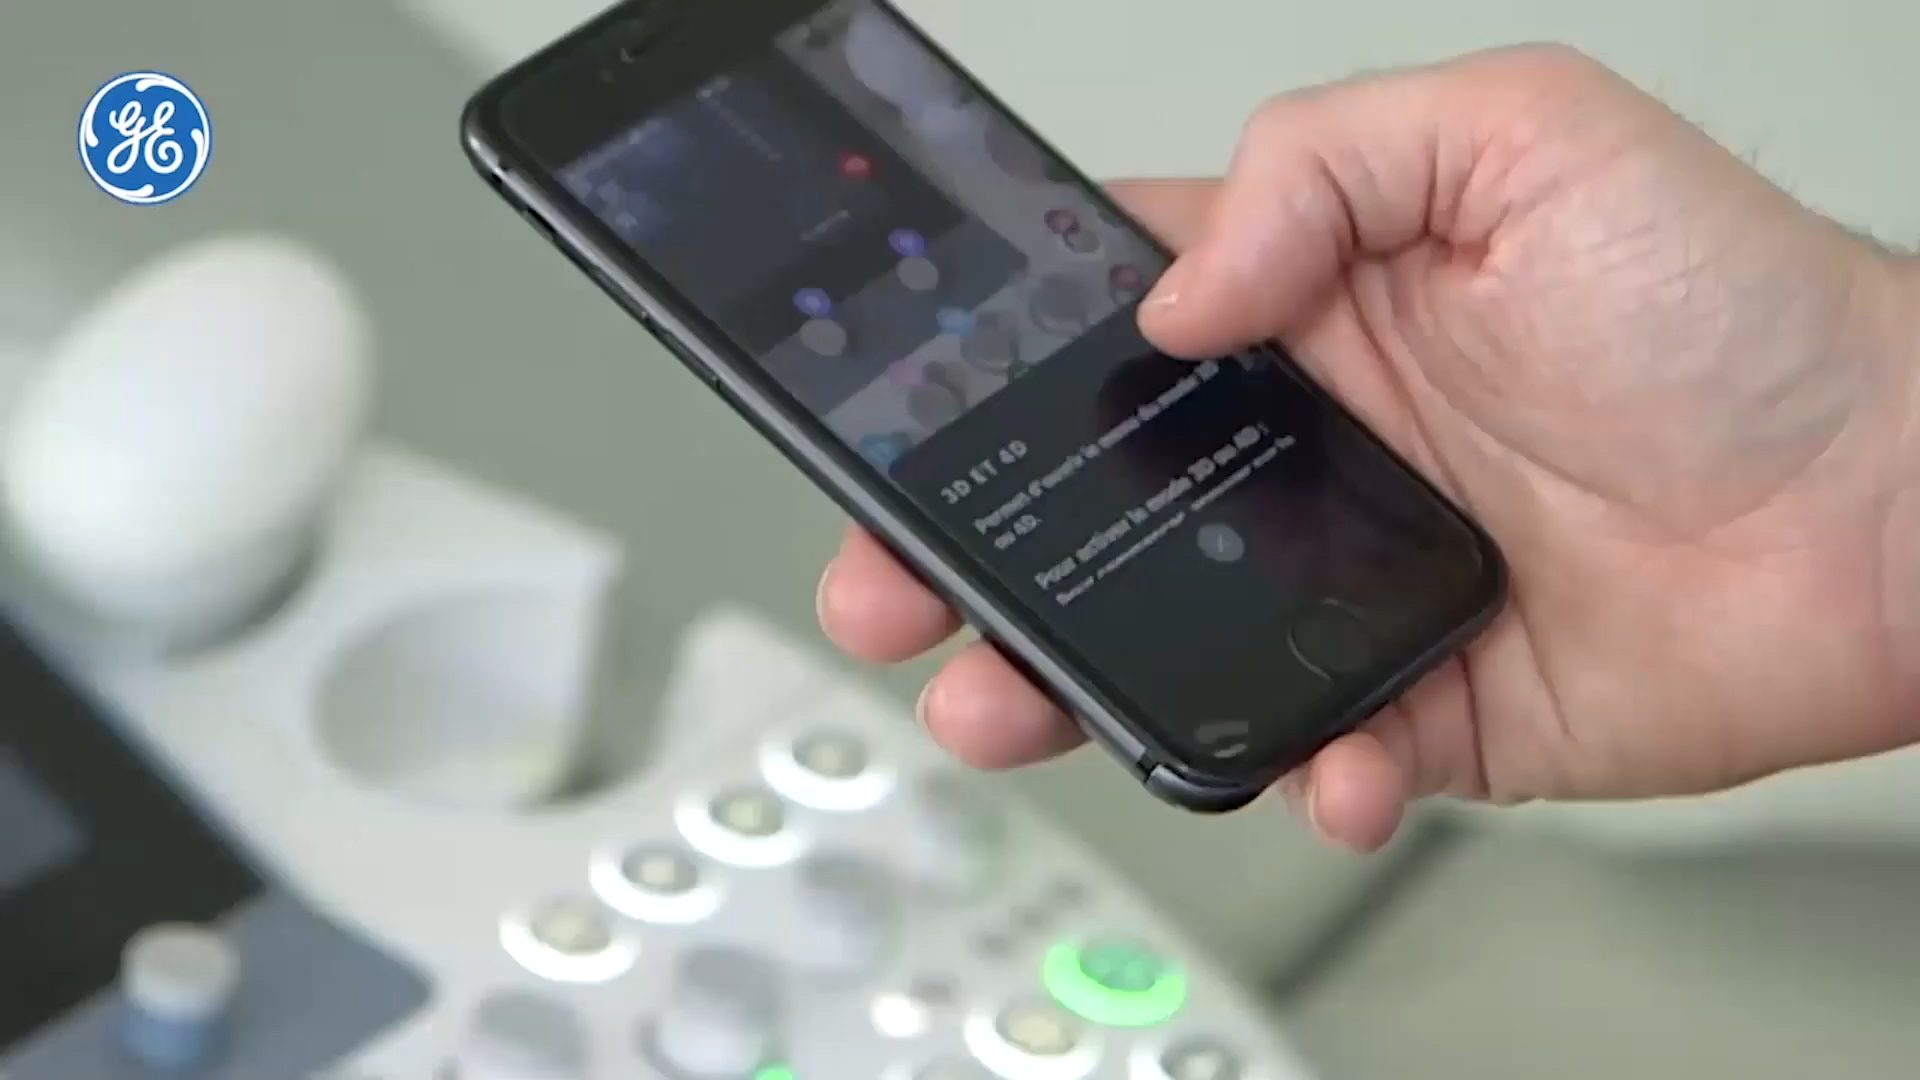 GE
3D ET 4D
Permet d'ouvrir le menu du mode 3D
ou 4D.
Pour activer le mode 3D ou 4D :